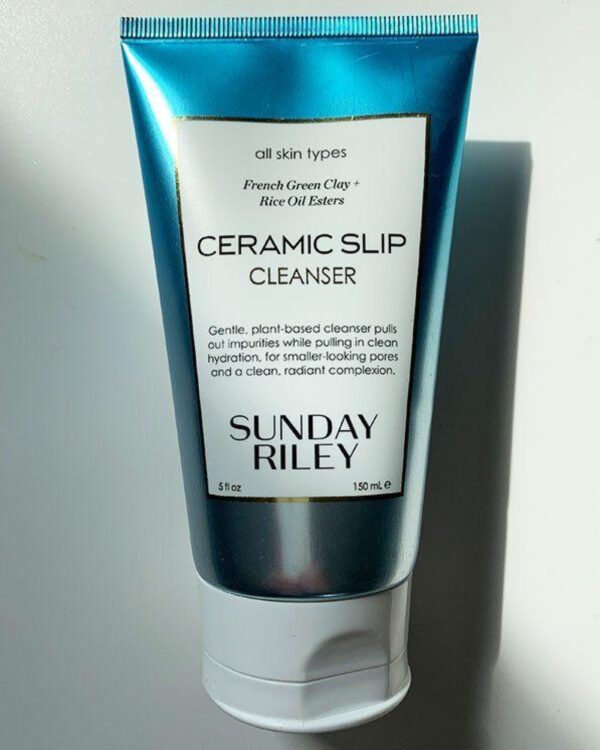 all skin types
French Green Clay +
Rice Oil Esters
CERAMIC SLIP
CLEANSER
Gentle, plant-based cleanser pulls
out impurities while pulling in clean
hydration, for smaller-looking pores
and a clean, radiant complexion.
SUNDAY
RILEY
5 fl oz 150 mL e